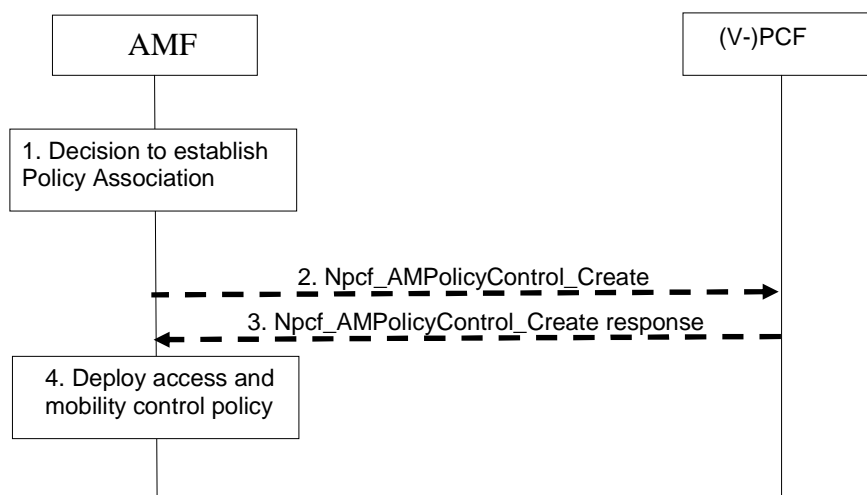 AMF
(V-)PCF
1. Decision to establish
Policy Association
2. Npcf_AMPolicyControl_Create
3. Npcf_AMPolicyControl_Create response
4. Deploy access and
mobility control policy